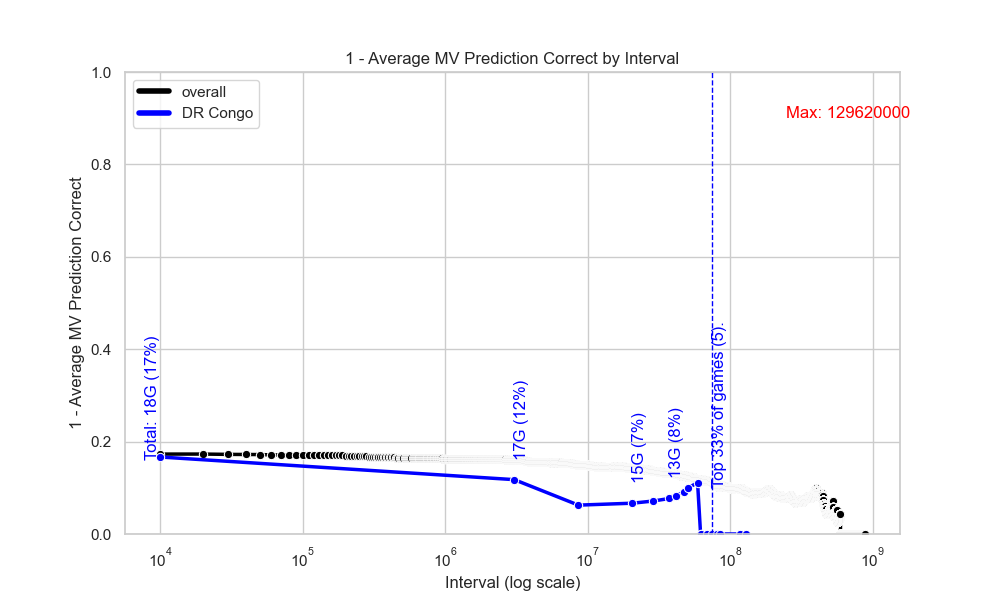 1 - Average MV Prediction Correct by Interval
1.0
0.8
0.6
0.4
0.2
0.0
1 - Average MV Prediction Correct
overall
DR Congo
Max: 129620000
Total: 18G (17%)
17G (12%)
15G (7%)
13G (8%)
Top 33% of games (5).
10^4
10^5
10^6
10^7
10^8
10^9
Interval (log scale)